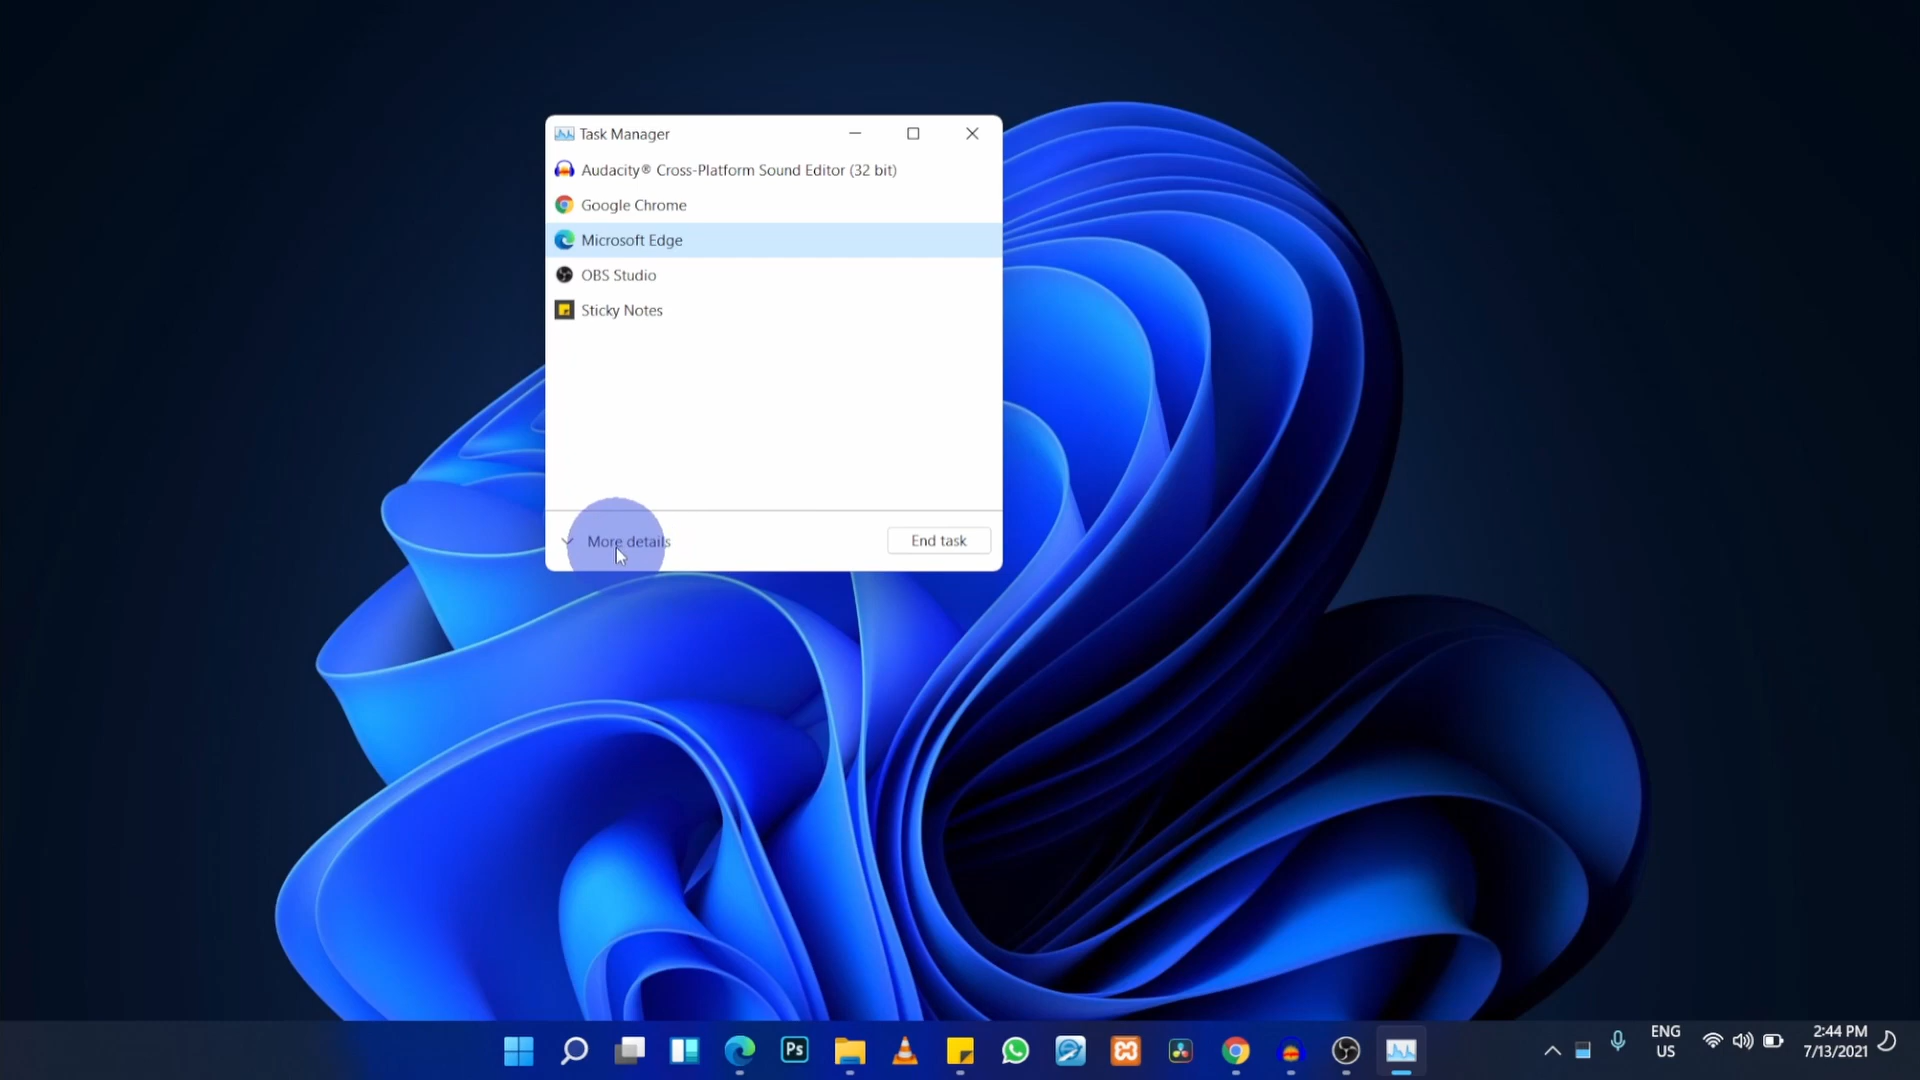 Task Manager
Audacity® Cross-Platform Sound Editor (32 bit)
Google Chrome
Microsoft Edge
OBS Studio
Sticky Notes
More details
End task
Ps
ENG
US
2:44 PM
7/13/2021